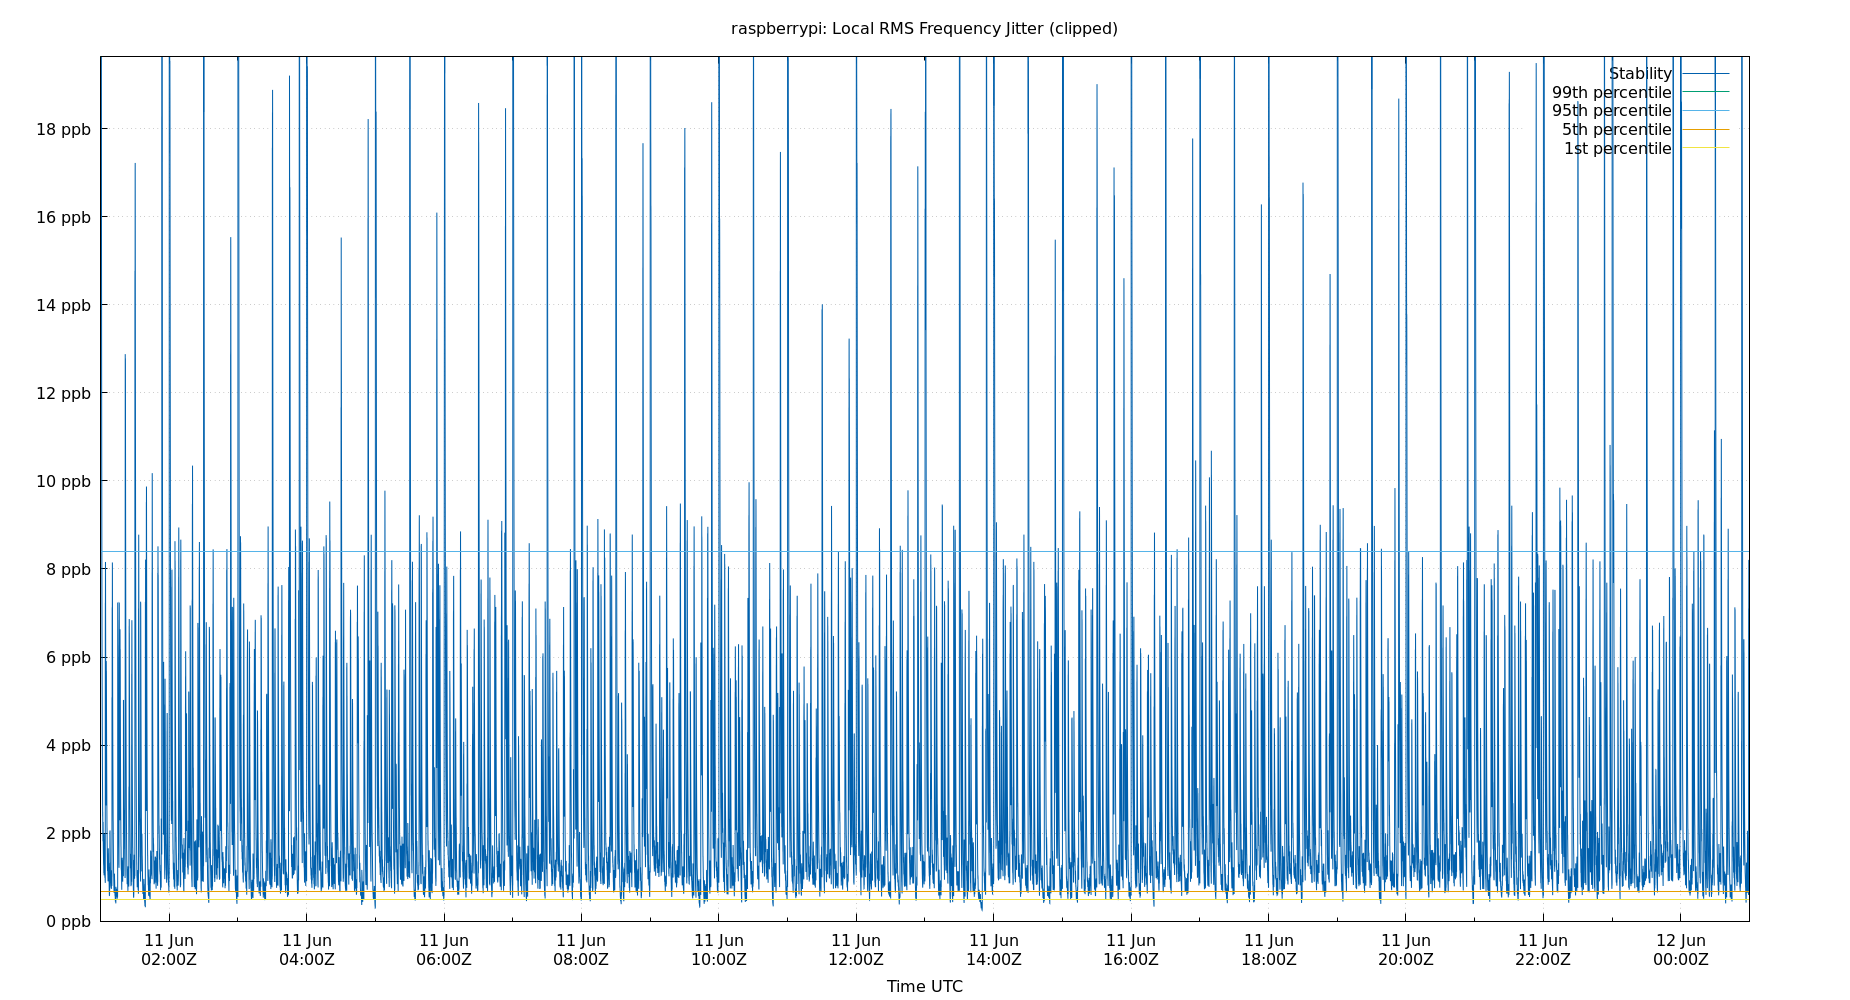 raspberrypi: Local RMS Frequency Jitter (clipped)
Stability
99th percentile
95th percentile
5th percentile
1st percentile
18 ppb
16 ppb
14 ppb
12 ppb
10 ppb
8 ppb
6 ppb
4 ppb
2 ppb
0 ppb
11 Jun 11 Jun 11 Jun 11 Jun 11 Jun 11 Jun 11 Jun 11 Jun 11 Jun 11 Jun 11 Jun 12 Jun
02:00Z 04:00Z 06:00Z 08:00Z 10:00Z 12:00Z 14:00Z 16:00Z 18:00Z 20:00Z 22:00Z 00:00Z
Time UTC